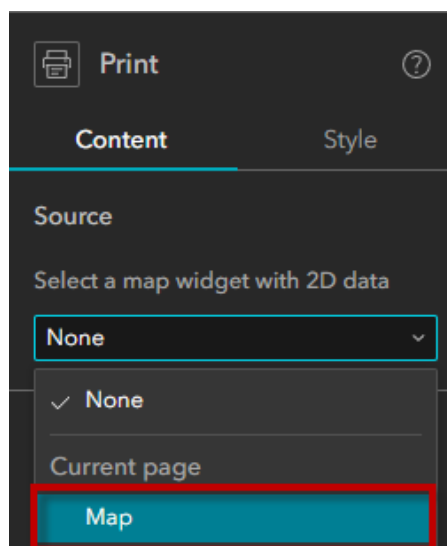 Print
Content Style
Source
Select a map widget with 2D data
None
None
Current page
Map